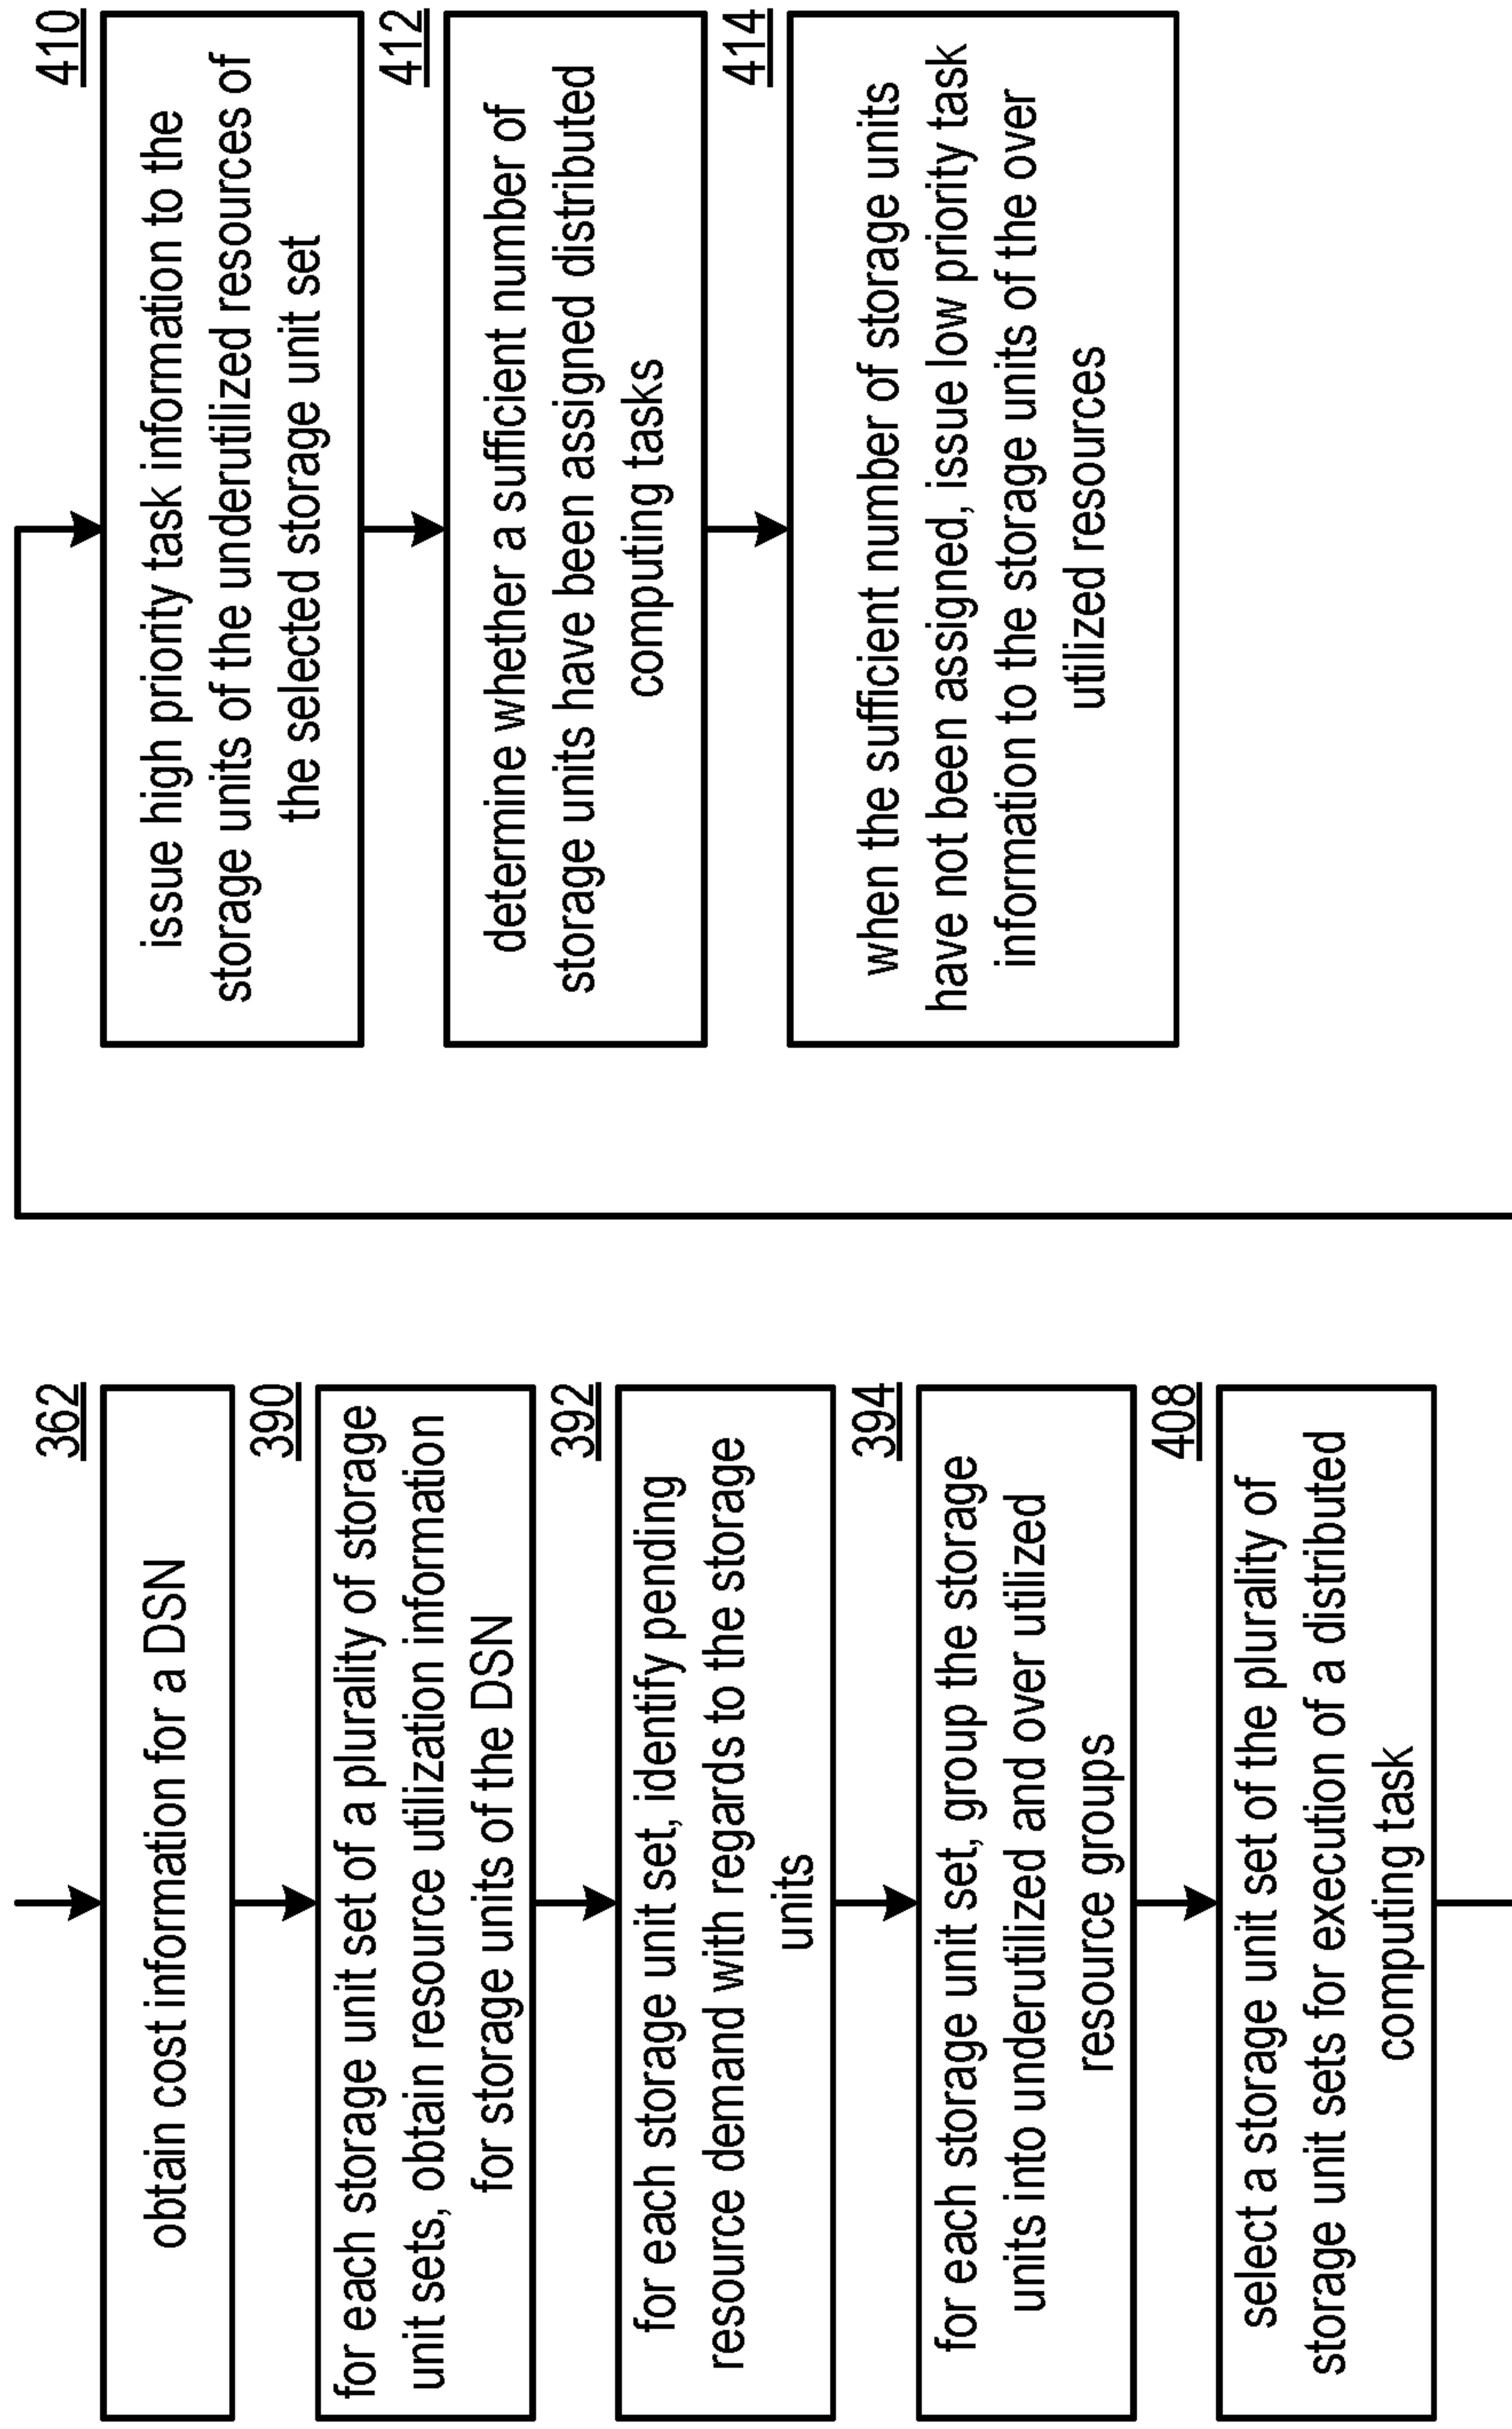 362
obtain cost information for a DSN
390
for each storage unit set of a plurality of storage
unit sets, obtain resource utilization information
for storage units of the DSN
392
for each storage unit set, identify pending
resource demand with regards to the storage
units
394
for each storage unit set, group the storage
units into underutilized and over utilized
resource groups
408
select a storage unit set of the plurality of
storage unit sets for execution of a distributed
computing task
410
issue high priority task information to the
storage units of the underutilized resources of
the selected storage unit set
412
determine whether a sufficient number of
storage units have been assigned distributed
computing tasks
414
when the sufficient number of storage units
have not been assigned, issue low priority task
information to the storage units of the over
utilized resources